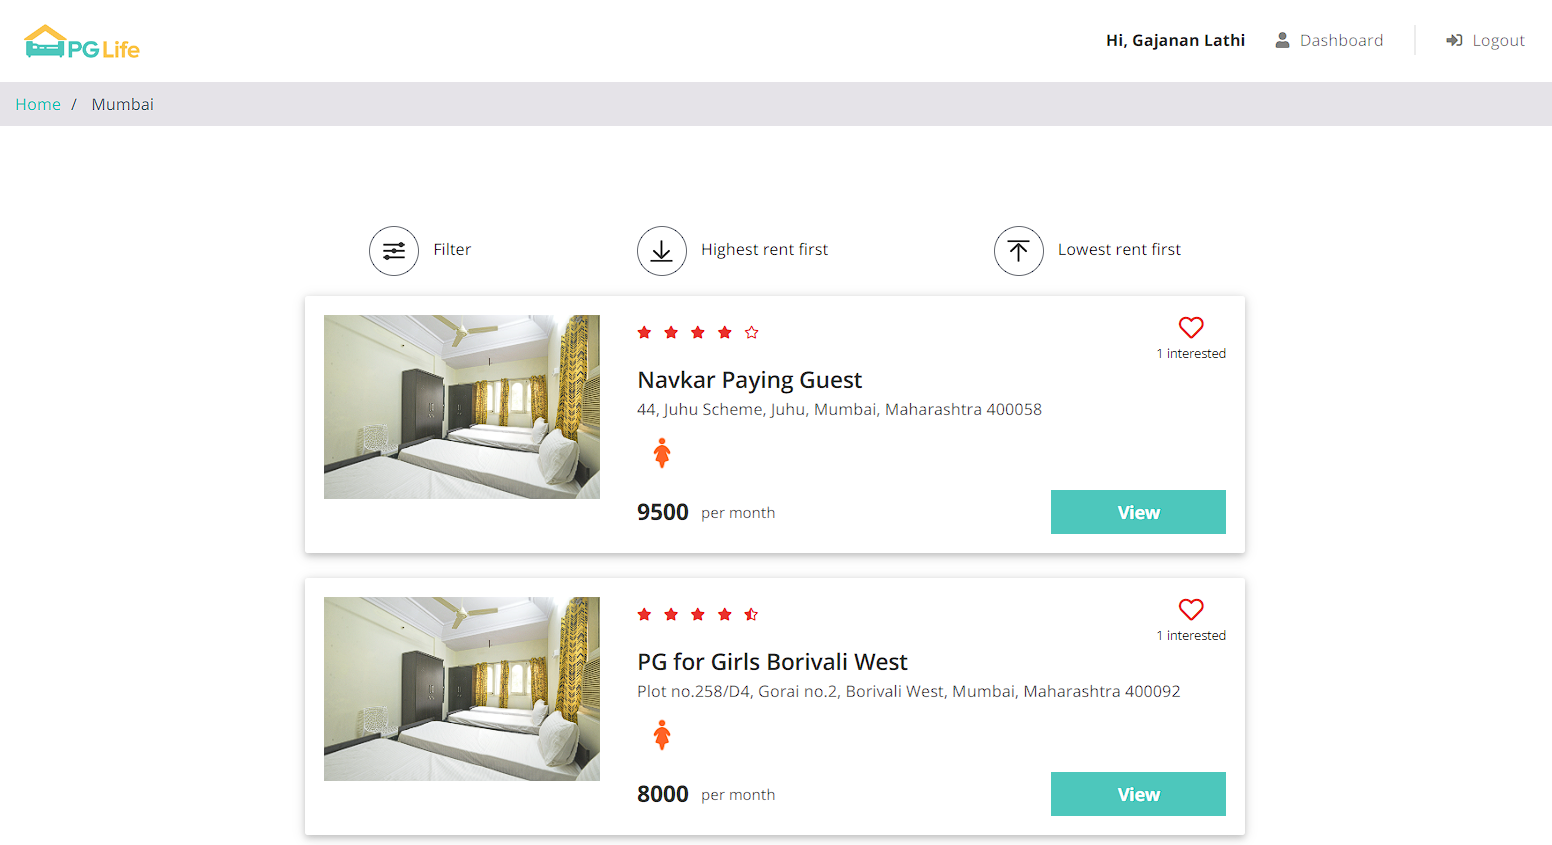 PG Life
Hi, Gajanan Lathi
Dashboard
Logout
Home / Mumbai
Filter
Highest rent first
Lowest rent first
1 interested
Navkar Paying Guest
44, Juhu Scheme, Juhu, Mumbai, Maharashtra 400058
9500 per month
View
1 interested
PG for Girls Borivali West
Plot no.258/D4, Gorai no.2, Borivali West, Mumbai, Maharashtra 400092
8000 per month
View